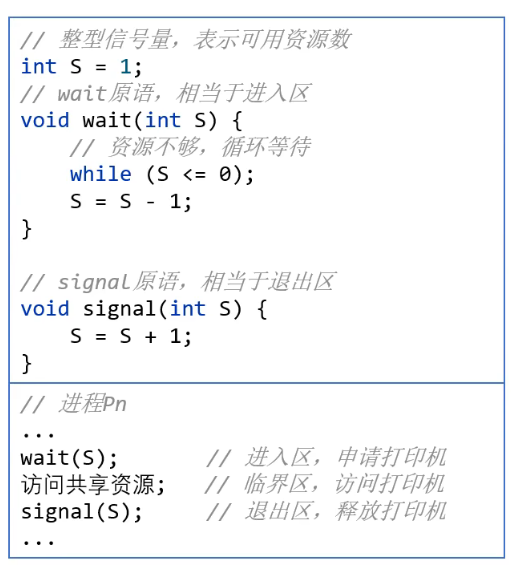 // 整型信号量，表示可用资源数
int S = 1;
// wait原语，相当于进入区
void wait(int S) {
    // 资源不够，循环等待
    while (S <= 0);
    S = S - 1;
}

// signal原语，相当于退出区
void signal(int S) {
    S = S + 1;
}
// 进程Pn
...
wait(S);      // 进入区，申请打印机
访问共享资源;   // 临界区，访问打印机
signal(S);    // 退出区，释放打印机
...